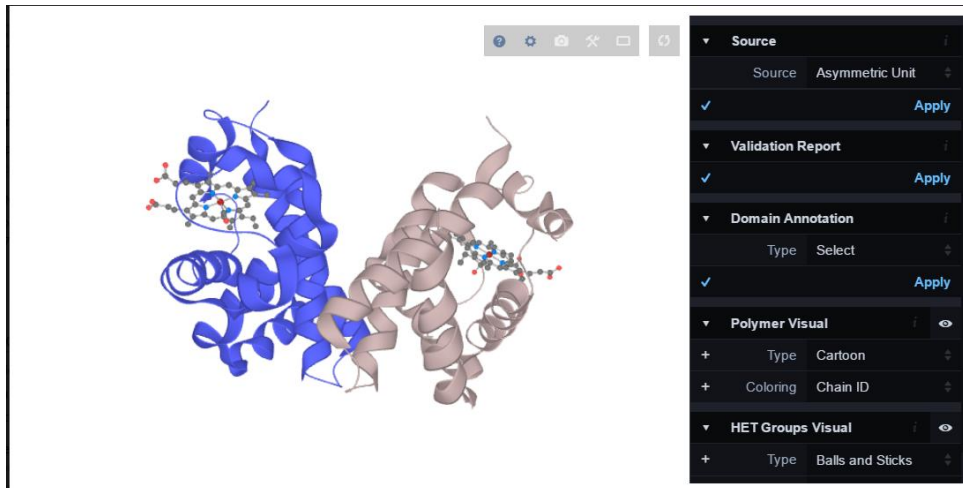 Source
Source Asymmetric Unit
Apply
Validation Report
Apply
Domain Annotation
Type Select
Apply
Polymer Visual
Type Cartoon
Coloring Chain ID
HET Groups Visual
Type Balls and Sticks